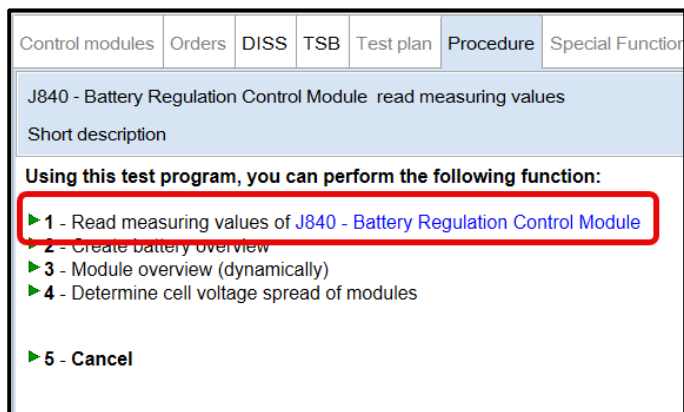 Control modules Orders DISS TSB Test plan Procedure Special Function
J840 - Battery Regulation Control Module read measuring values
Short description
Using this test program, you can perform the following function:
1 - Read measuring values of J840 - Battery Regulation Control Module
2 - Create battery overview
3 - Module overview (dynamically)
4 - Determine cell voltage spread of modules
5 - Cancel